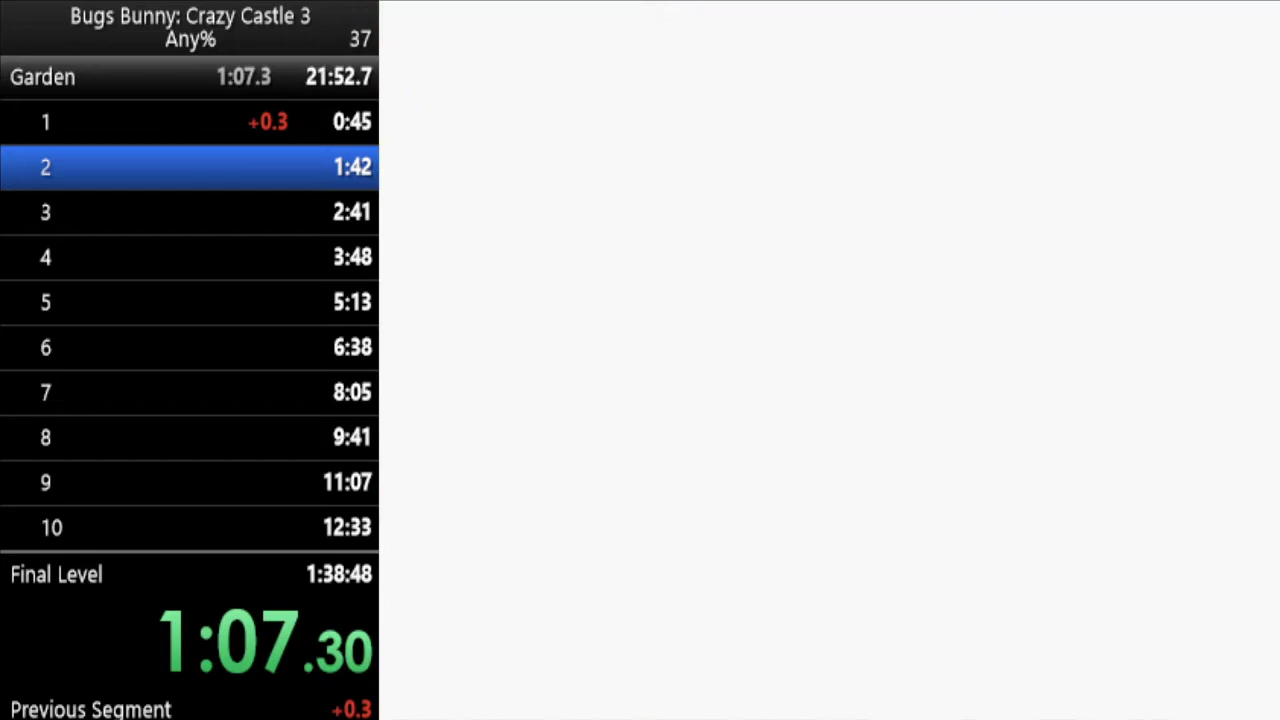 Bugs Bunny: Crazy Castle 3
Any% 37
Garden 1:07.3 21:52.7
1 +0.3 0:45
2 1:42
3 2:41
4 3:48
5 5:13
6 6:38
7 8:05
8 9:41
9 11:07
10 12:33
Final Level 1:38:48
1:07.30
Previous Segment +0.3